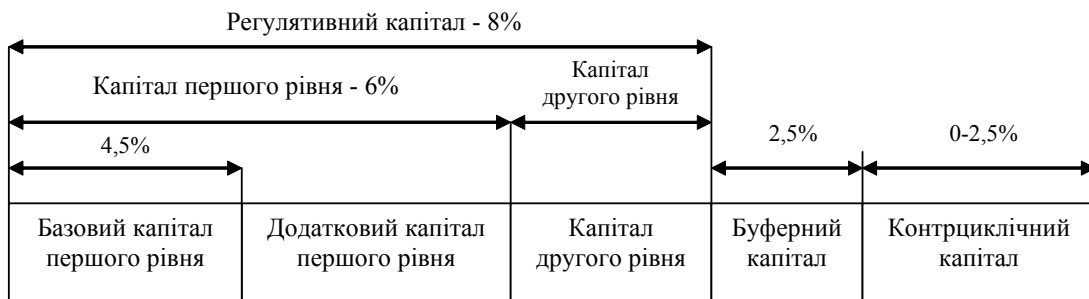 Регулятивний капітал - 8%
Капітал першого рівня - 6%
Капітал
другого рівня
4,5%
2,5%
0-2,5%
Базовий капітал
першого рівня
Додатковий капітал
першого рівня
Капітал
другого рівня
Буферний
капітал
Контрциклічний
капітал